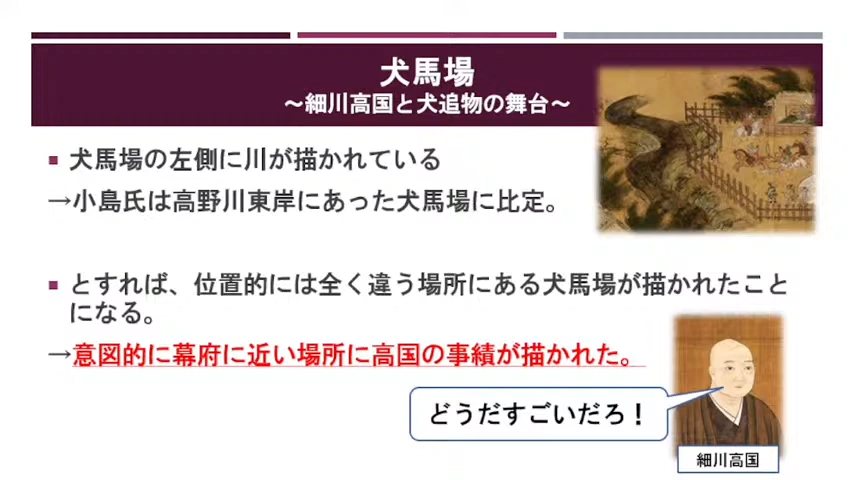 犬馬場
～細川高国と犬追物の舞台～
■ 犬馬場の左側に川が描かれている
→小島氏は高野川東岸にあった犬馬場に比定。
■ とすれば、位置的には全く違う場所にある犬馬場が描かれたこと
になる。
→意図的に幕府に近い場所に高国の事績が描かれた。
どうだすごいだろ！
細川高国